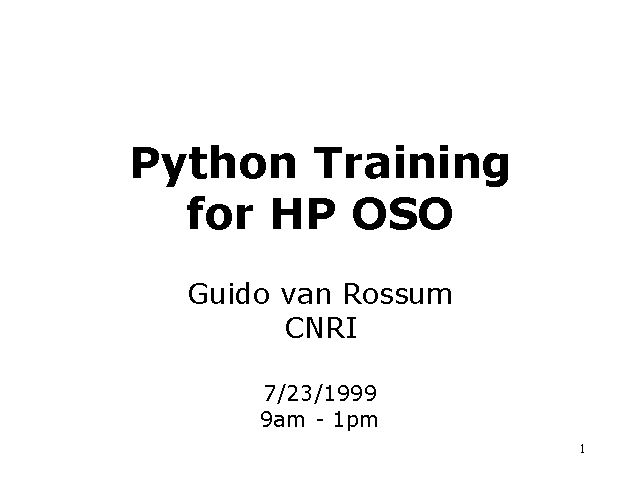 Python Training
for HP OSO
Guido van Rossum
CNRI
7/23/1999
9am - 1pm
1